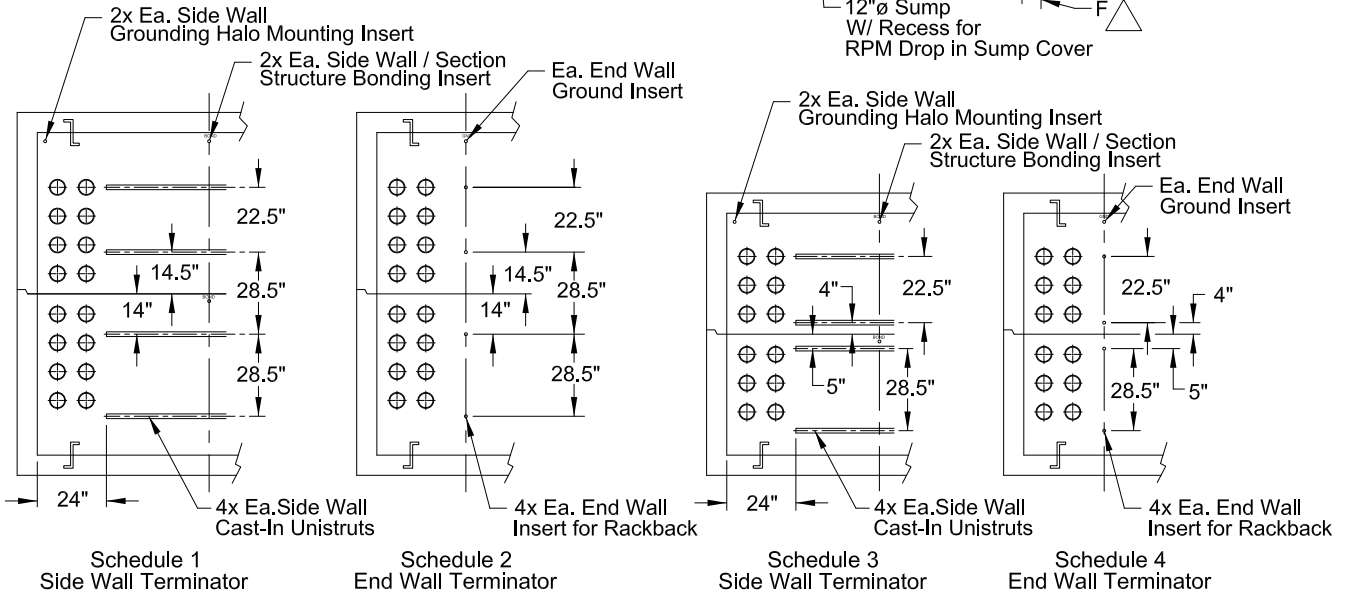 12"ø Sump
W/ Recess for
RPM Drop in Sump Cover
F
2x Ea. Side Wall
Grounding Halo Mounting Insert
2x Ea. Side Wall / Section
Structure Bonding Insert
BOND
22.5"
14.5"
14"
28.5"
BOND
28.5"
24"
4x Ea.Side Wall
Cast-In Unistruts
Schedule 1
Side Wall Terminator
Ea. End Wall
Ground Insert
GND
22.5"
14.5"
14"
28.5"
28.5"
4x Ea. End Wall
Insert for Rackback
Schedule 2
End Wall Terminator
2x Ea. Side Wall
Grounding Halo Mounting Insert
2x Ea. Side Wall / Section
Structure Bonding Insert
BOND
22.5"
4"
BOND
5"
28.5"
24"
4x Ea.Side Wall
Cast-In Unistruts
Schedule 3
Side Wall Terminator
Ea. End Wall
Ground Insert
GND
22.5"
4"
28.5"
5"
4x Ea. End Wall
Insert for Rackback
Schedule 4
End Wall Terminator